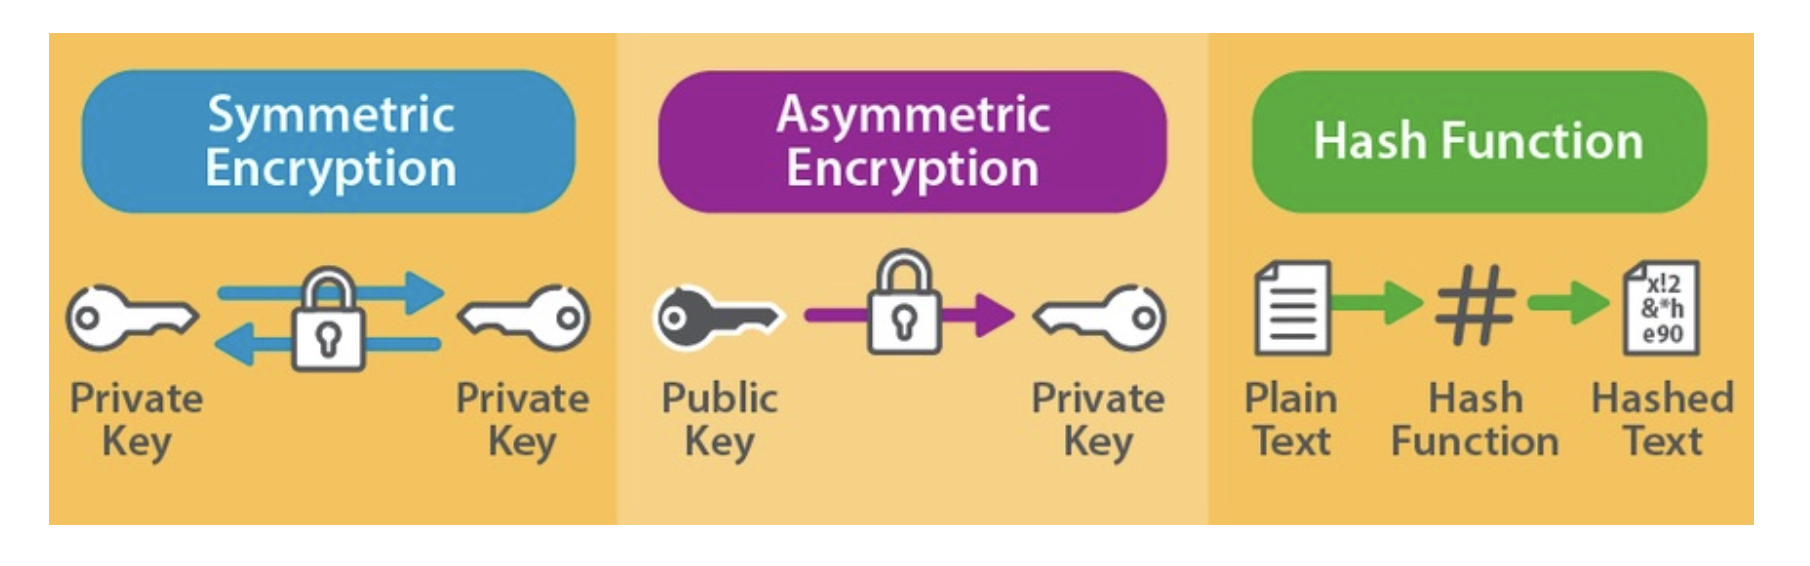 Symmetric
Encryption
Private
Key
Private
Key
Asymmetric
Encryption
Public
Key
Private
Key
Hash Function
#
x!2
&*h
e90
Plain
Text
Hash
Function
Hashed
Text